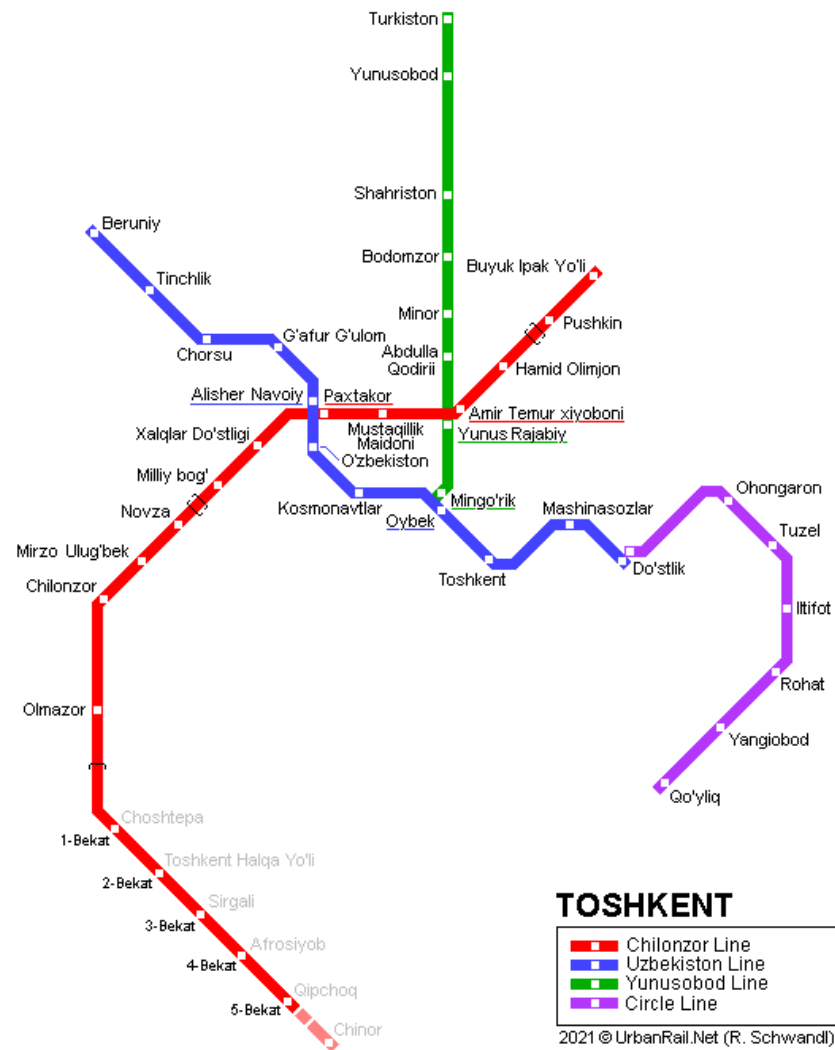 Turkiston
Yunusobod
Shahriston
Beruniy
Bodomzor
Buyuk Ipak Yo'li
Tinchlik
Minor
Pushkin
G'afur G'ulom
Chorsu
Abdulla
Qodirii
Hamid Olimjon
Alisher Navoiy
Paxtakor
Amir Temur xiyoboni
Mustaqillik
Maidoni
Yunus Rajabiy
Xalqlar Do'stligi
O'zbekiston
Milliy bog'
Kosmonavtlar
Mingo'rik
Ohongaron
Novza
Oybek
Mashinasozlar
Tuzel
Mirzo Ulug'bek
Toshkent
Do'stlik
Chilonzor
Iltifot
Rohat
Olmazor
Yangiobod
Qo'yliq
Choshtepa
1-Bekat
Toshkent Halqa Yo'li
2-Bekat
Sirgali
3-Bekat
Afrosiyob
4-Bekat
Qipchoq
5-Bekat
Chinor
TOSHKENT
Chilonzor Line
Uzbekiston Line
Yunusobod Line
Circle Line
2021 © UrbanRail.Net (R. Schwandl)